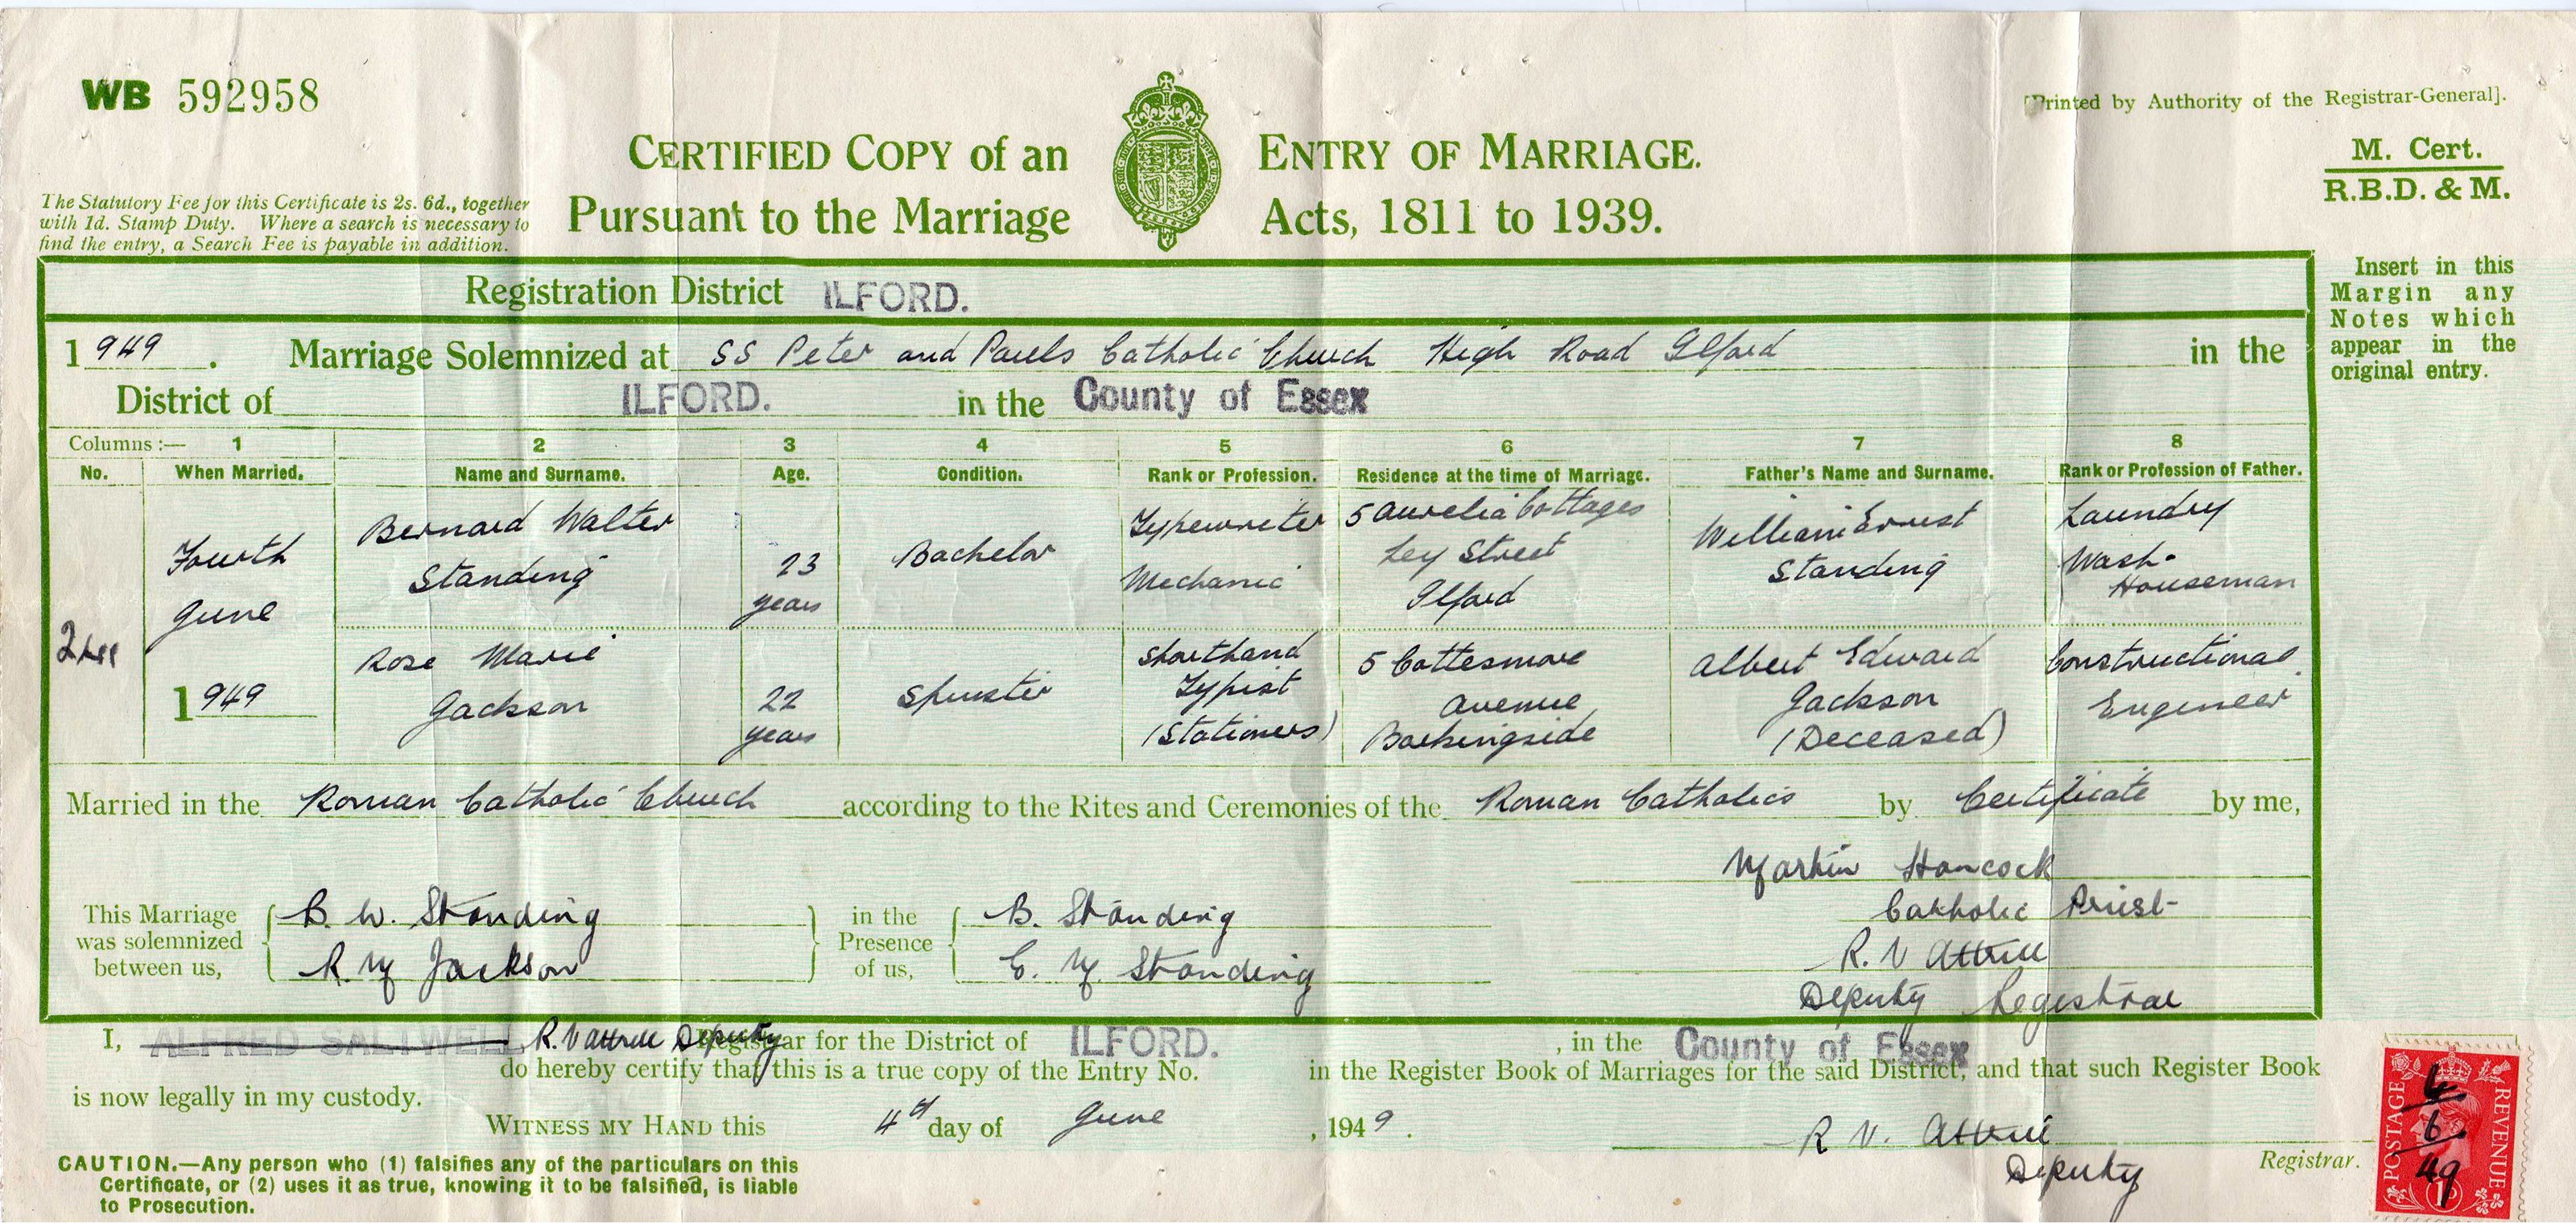 WB 592958
[Printed by Authority of the Registrar-General].
CERTIFIED COPY of an ENTRY OF MARRIAGE.
Pursuant to the Marriage Acts, 1811 to 1939.
M. Cert.
R.B.D. & M.
The Statutory Fee for this Certificate is 2s. 6d., together
with 1d. Stamp Duty. Where a search is necessary to
find the entry, a Search Fee is payable in addition.
Insert in this
Margin any
Notes which
appear in the
original entry.
Registration District ILFORD.
1949. Marriage Solemnized at SS Peter and Pauls Catholic Church High Road Ilford in the
District of ILFORD. in the County of Essex
Columns :— 1 2 3 4 5 6 7 8
No. When Married. Name and Surname. Age. Condition. Rank or Profession. Residence at the time of Marriage. Father's Name and Surname. Rank or Profession of Father.
Fourth
June
1949
Bernard Walter
Standing
23
years
Bachelor
Typewriter
Mechanic
5 Aurelia Cottages
Ley Street
Ilford
William Ernest
Standing
Laundry
Wash-
Houseman
Rose Marie
Jackson
22
years
Spinster
Shorthand
Typist
(Stationers)
5 Cottesmore
Avenue
Barkingside
Albert Edward
Jackson
(Deceased)
Constructional
Engineer
Married in the Roman Catholic Church according to the Rites and Ceremonies of the Roman Catholics by Certificate by me,
Martin Hancock
Catholic Priest
R. V Attrill
Deputy Registrar
This Marriage
was solemnized
between us,
B. W. Standing
R. M Jackson
in the
Presence
of us,
B. Standing
E. M. Standing
I, ALFRED SALTWELL R. V Attrill Deputy Registrar for the District of ILFORD. , in the County of Essex
do hereby certify that this is a true copy of the Entry No. in the Register Book of Marriages for the said District, and that such Register Book
is now legally in my custody.
WITNESS MY HAND this 4th day of June , 1949.
R V. Attrill
Deputy
Registrar.
CAUTION.—Any person who (1) falsifies any of the particulars on this
Certificate, or (2) uses it as true, knowing it to be falsified, is liable
to Prosecution.
POSTAGE REVENUE
4
6
49